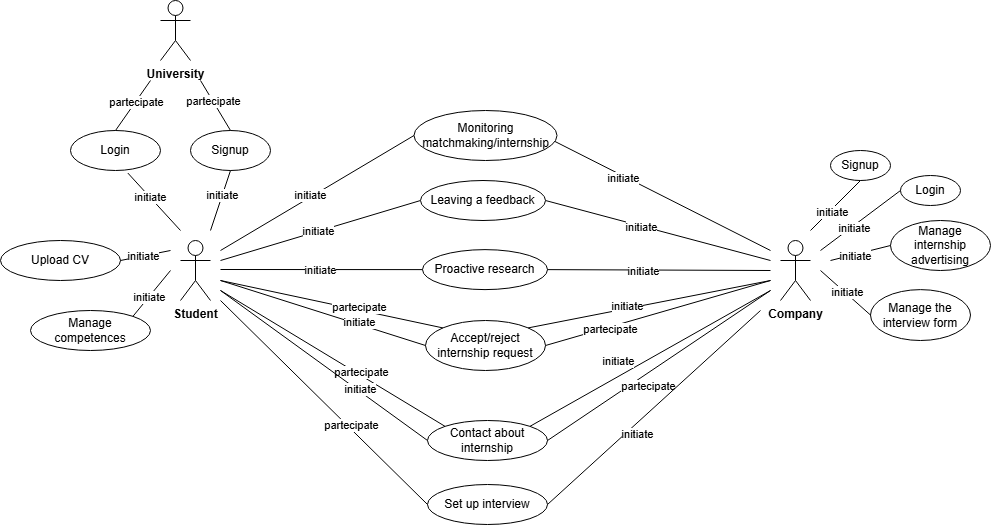 University
partecipate
partecipate
Login
Signup
initiate
initiate
Monitoring
matchmaking/internship
Signup
Login
initiate
initiate
initiate
initiate
Leaving a feedback
initiate
initiate
initiate
Manage
internship
advertising
Upload CV
initiate
initiate
Proactive research
initiate
initiate
initiate
initiate
Student
Company
Manage the
interview form
Manage
competences
partecipate
initiate
initiate
partecipate
Accept/reject
internship request
partecipate
initiate
initiate
partecipate
Contact about
internship
partecipate
initiate
Set up interview